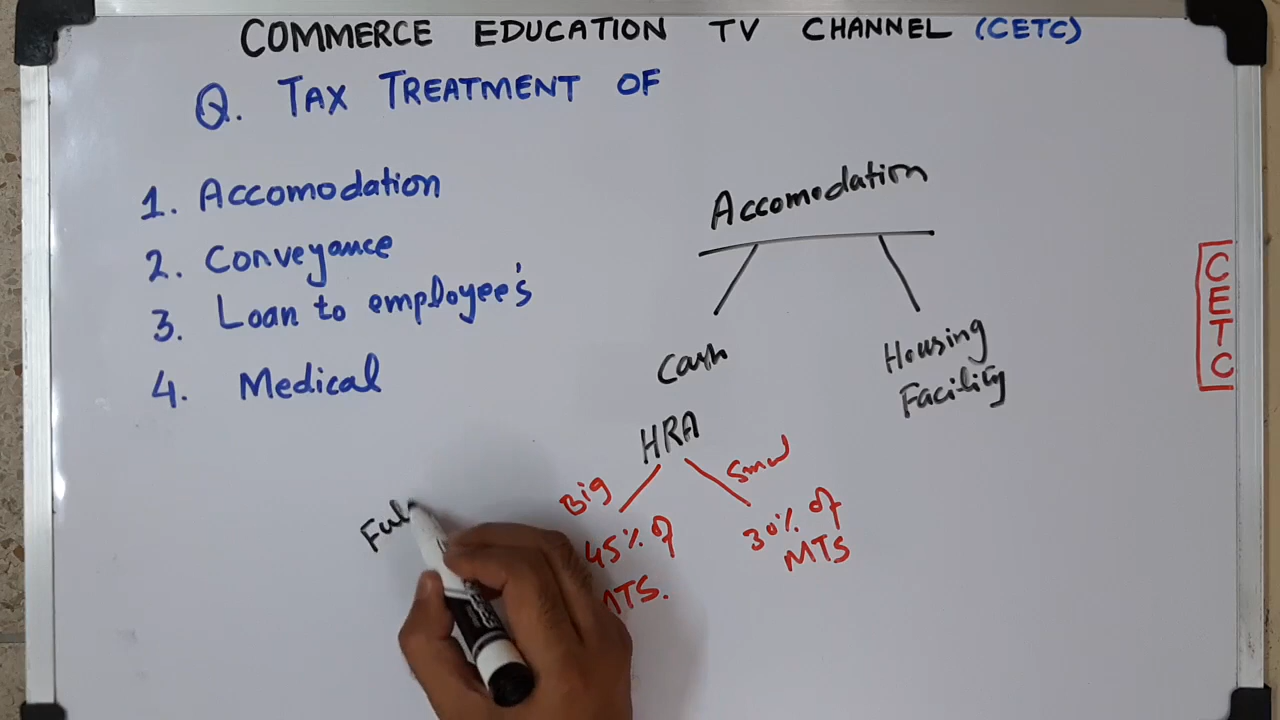 COMMERCE EDUCATION TV CHANNEL (CETC)
Q. TAX TREATMENT OF
1. Accomodation
2. Conveyance
3. Loan to employee's
4. Medical
Accomodation
Cash
Housing
Facility
HRA
Big
45% of
MTS.
Small
30% of
MTS
Ful
CETC